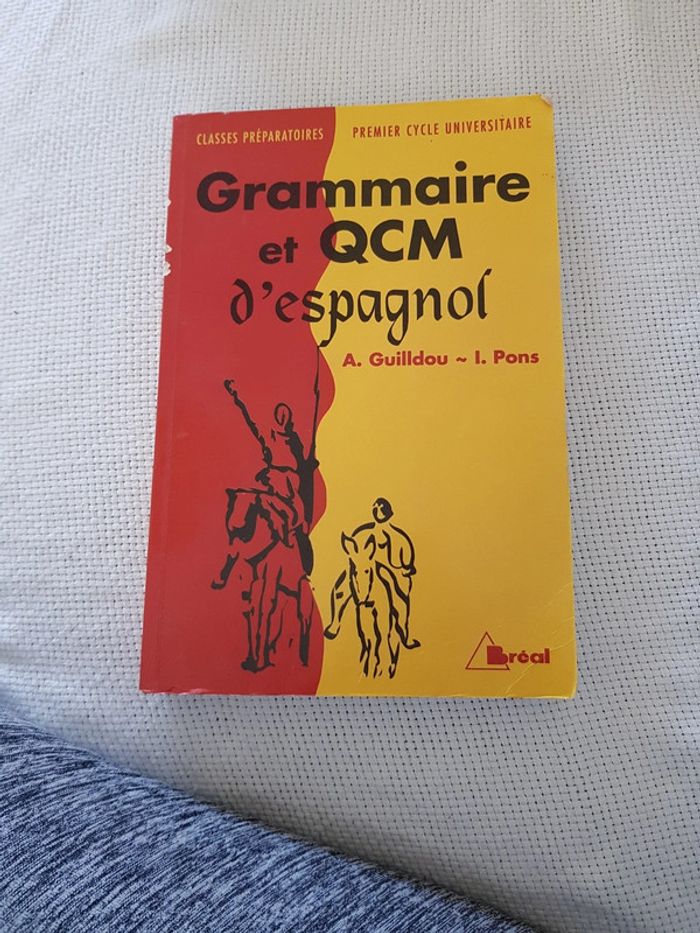 CLASSES PRÉPARATOIRES PREMIER CYCLE UNIVERSITAIRE
Grammaire
et QCM
d'espagnol
A. Guilldou ~ I. Pons
Bréal